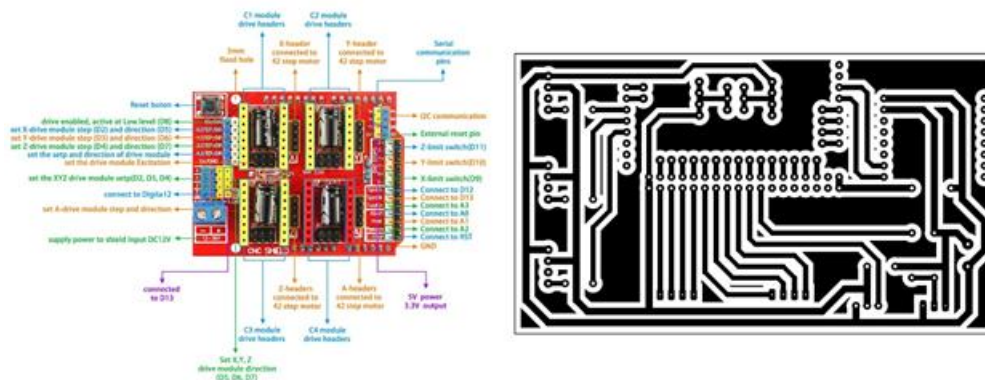 C1 module
drive headers
C2 module
drive headers
3mm
fixed hole
X-header
connected to
42 step motor
Y-header
connected to
42 step motor
Serial
communication
pins
Reset buton
drive enabled, active at Low level (D8)
set X-drive module step (D2) and direction (D5)
set Y-drive module step (D3) and direction (D6)
set Z-drive module step (D4) and direction (D7)
set the setp and direction of drive module
set the drive module Excitation
set the XYZ drive module setp(D2, D3, D4)
connect to Digital12
set A-drive module step and direction
supply power to shield input DC12V
I2C communication
External reset pin
Z-limit switch(D11)
Y-limit switch(D10)
X-limit switch(D9)
Connect to D12
Connect to D13
Connect to A3
Connect to A0
Connect to A1
Connect to A2
Connect to RST
GND
CNC SHIELD
connected
to D13
Z-headers
connected to
42 step motor
A-headers
connected to
42 step motor
5V power
3.3V output
C3 module
drive headers
C4 module
drive headers
Set X,Y, Z
drive module direction